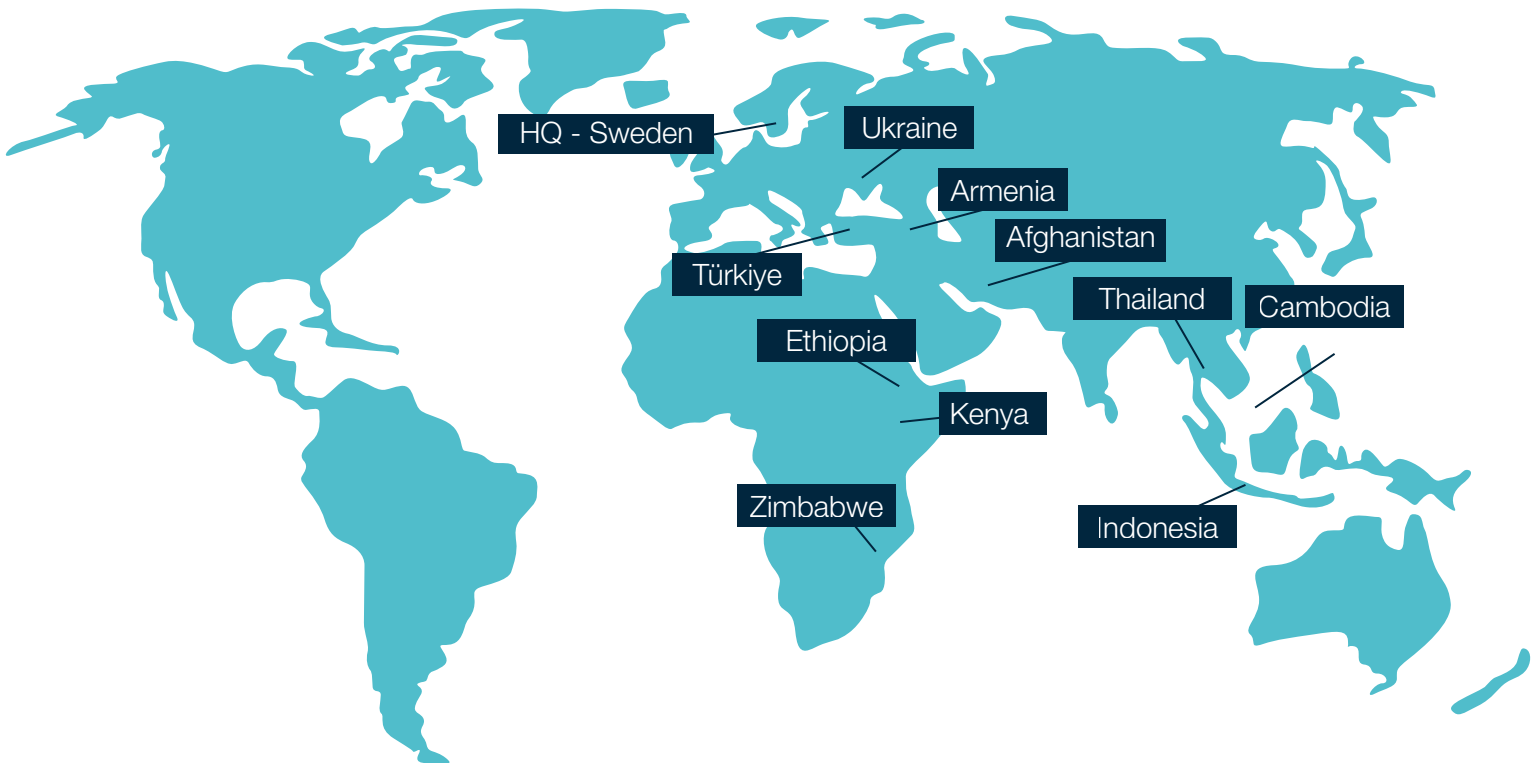 HQ - Sweden
Ukraine
Armenia
Afghanistan
Türkiye
Thailand
Cambodia
Ethiopia
Kenya
Zimbabwe
Indonesia